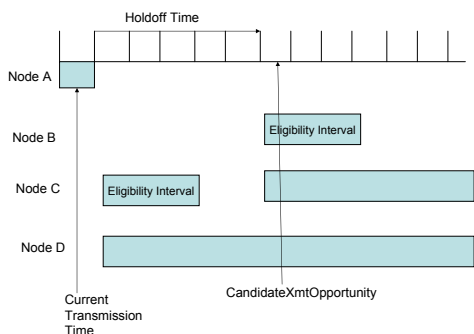 Holdoff Time
Node A
Node B
Eligibility Interval
Node C
Eligibility Interval
Node D
CandidateXmtOpportunity
Current
Transmission
Time